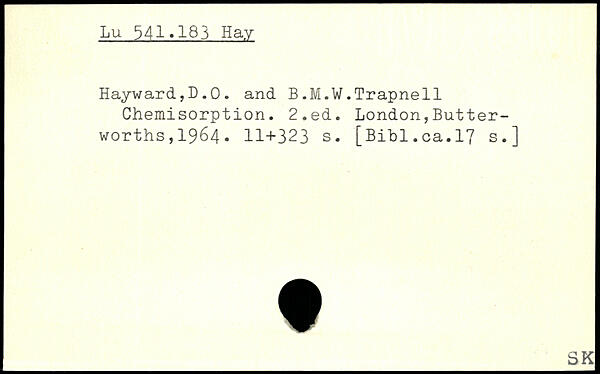 Lu 541.183 Hay
Hayward,D.O. and B.M.W.Trapnell
Chemisorption. 2.ed. London,Butter-
worths,1964. 11+323 s. [Bibl.ca.17 s.]
SK